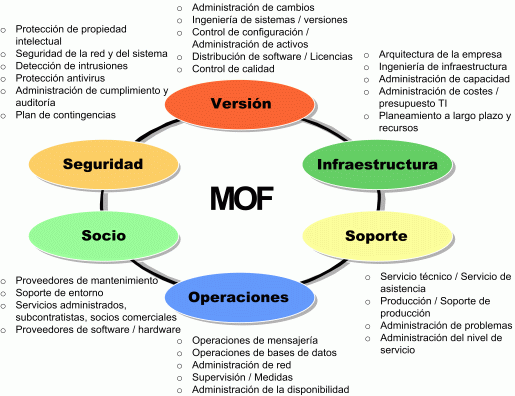 ○ Administración de cambios
○ Ingeniería de sistemas / versiones
○ Control de configuración /
Administración de activos
○ Distribución de software / Licencias
○ Control de calidad
○ Protección de propiedad
intelectual
○ Seguridad de la red y del sistema
○ Detección de intrusiones
○ Protección antivirus
○ Administración de cumplimiento y
auditoría
○ Plan de contingencias
○ Arquitectura de la empresa
○ Ingeniería de infraestructura
○ Administración de capacidad
○ Administración de costes /
presupuesto TI
○ Planeamiento a largo plazo y
recursos
Versión
Seguridad
Infraestructura
MOF
Socio
Soporte
Operaciones
○ Proveedores de mantenimiento
○ Soporte de entorno
○ Servicios administrados,
subcontratistas, socios comerciales
○ Proveedores de software / hardware
○ Servicio técnico / Servicio de
asistencia
○ Producción / Soporte de
producción
○ Administración de problemas
○ Administración del nivel de
servicio
○ Operaciones de mensajería
○ Operaciones de bases de datos
○ Administración de red
○ Supervisión / Medidas
○ Administración de la disponibilidad